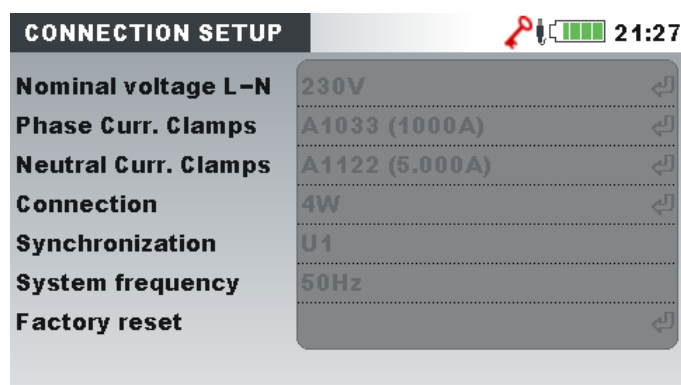 CONNECTION SETUP 21:27
Nominal voltage L-N 230V
Phase Curr. Clamps A1033 (1000A)
Neutral Curr. Clamps A1122 (5.000A)
Connection 4W
Synchronization U1
System frequency 50Hz
Factory reset